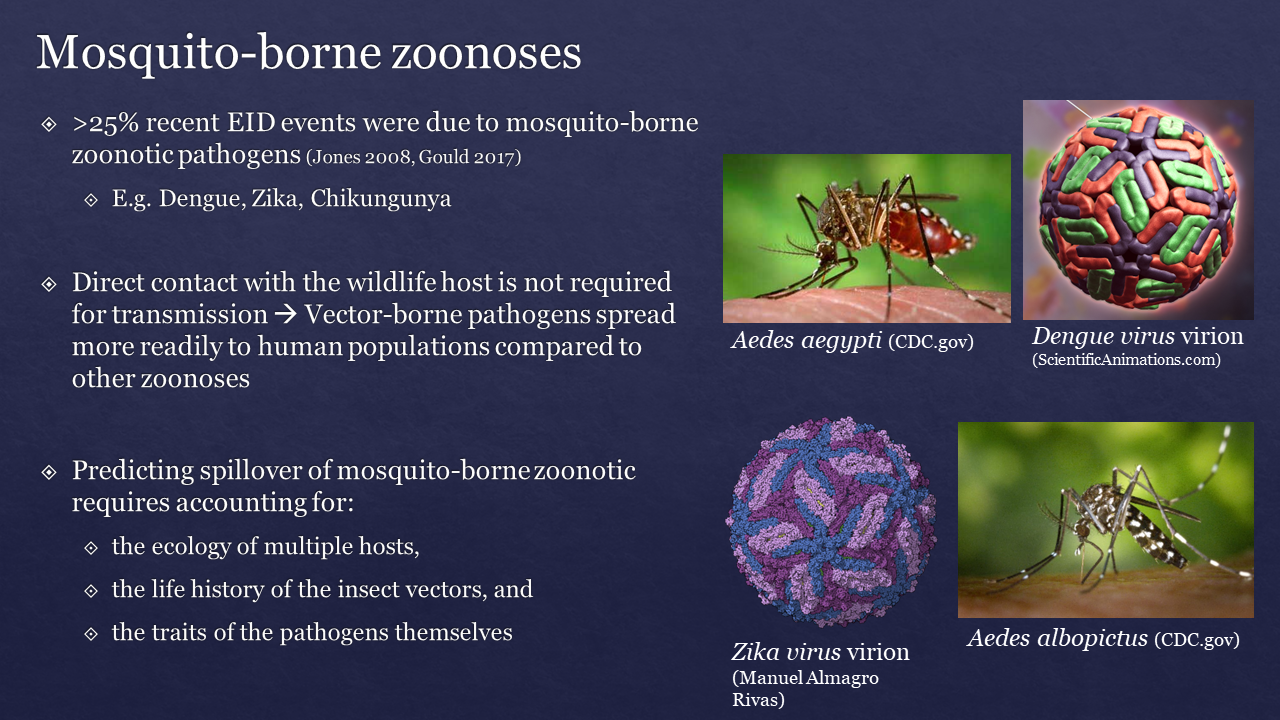 Mosquito-borne zoonoses
>25% recent EID events were due to mosquito-borne
zoonotic pathogens (Jones 2008, Gould 2017)
E.g. Dengue, Zika, Chikungunya
Direct contact with the wildlife host is not required
for transmission → Vector-borne pathogens spread
more readily to human populations compared to
other zoonoses
Predicting spillover of mosquito-borne zoonotic
requires accounting for:
the ecology of multiple hosts,
the life history of the insect vectors, and
the traits of the pathogens themselves
Aedes aegypti (CDC.gov)
Dengue virus virion
(ScientificAnimations.com)
Zika virus virion
(Manuel Almagro
Rivas)
Aedes albopictus (CDC.gov)